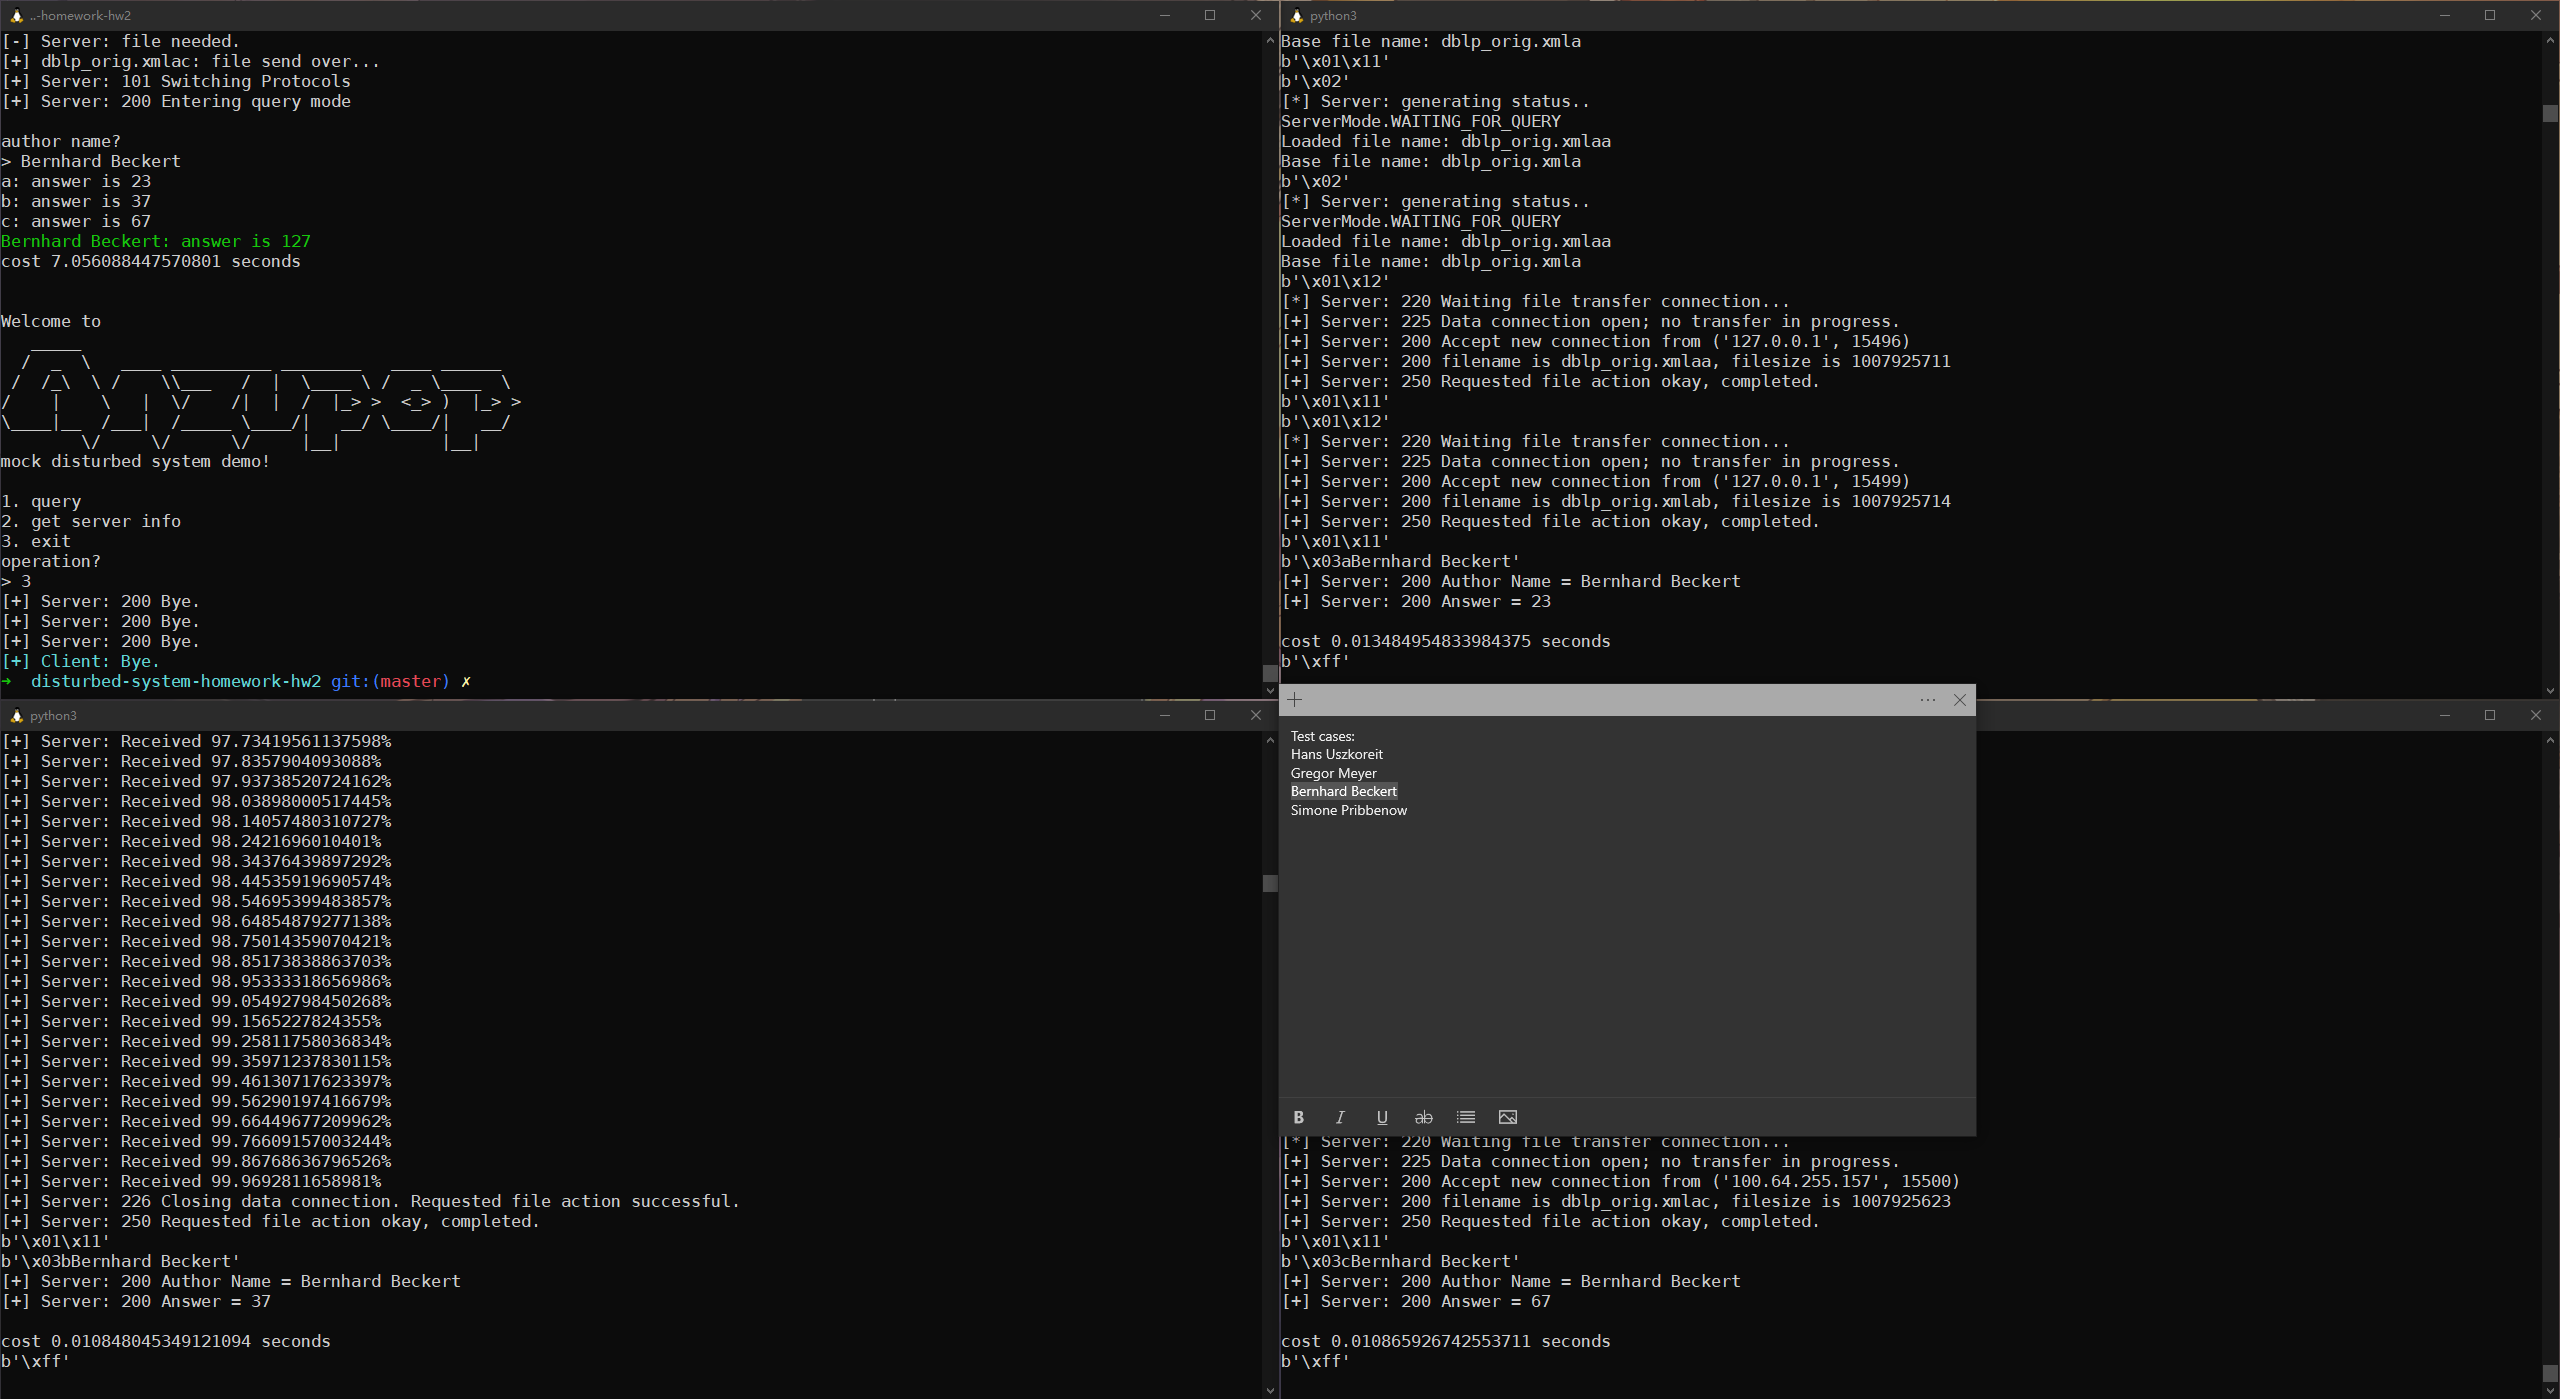 ..-homework-hw2
[-] Server: file needed.
[+] dblp_orig.xmlac: file send over...
[+] Server: 101 Switching Protocols
[+] Server: 200 Entering query mode
author name?
> Bernhard Beckert
a: answer is 23
b: answer is 37
c: answer is 67
Bernhard Beckert: answer is 127
cost 7.056088447570801 seconds
Welcome to
Anzupop
mock disturbed system demo!
1. query
2. get server info
3. exit
operation?
> 3
[+] Server: 200 Bye.
[+] Server: 200 Bye.
[+] Server: 200 Bye.
[+] Client: Bye.
➜  disturbed-system-homework-hw2 git:(master) ✗
python3
Base file name: dblp_orig.xmla
b'\x01\x11'
b'\x02'
[*] Server: generating status..
ServerMode.WAITING_FOR_QUERY
Loaded file name: dblp_orig.xmlaa
Base file name: dblp_orig.xmla
b'\x02'
[*] Server: generating status..
ServerMode.WAITING_FOR_QUERY
Loaded file name: dblp_orig.xmlaa
Base file name: dblp_orig.xmla
b'\x01\x12'
[*] Server: 220 Waiting file transfer connection...
[+] Server: 225 Data connection open; no transfer in progress.
[+] Server: 200 Accept new connection from ('127.0.0.1', 15496)
[+] Server: 200 filename is dblp_orig.xmlaa, filesize is 1007925711
[+] Server: 250 Requested file action okay, completed.
b'\x01\x11'
b'\x01\x12'
[*] Server: 220 Waiting file transfer connection...
[+] Server: 225 Data connection open; no transfer in progress.
[+] Server: 200 Accept new connection from ('127.0.0.1', 15499)
[+] Server: 200 filename is dblp_orig.xmlab, filesize is 1007925714
[+] Server: 250 Requested file action okay, completed.
b'\x01\x11'
b'\x03aBernhard Beckert'
[+] Server: 200 Author Name = Bernhard Beckert
[+] Server: 200 Answer = 23
cost 0.013484954833984375 seconds
b'\xff'
python3
[+] Server: Received 97.73419561137598%
[+] Server: Received 97.8357904093088%
[+] Server: Received 97.93738520724162%
[+] Server: Received 98.03898000517445%
[+] Server: Received 98.14057480310727%
[+] Server: Received 98.2421696010401%
[+] Server: Received 98.34376439897292%
[+] Server: Received 98.44535919690574%
[+] Server: Received 98.54695399483857%
[+] Server: Received 98.64854879277138%
[+] Server: Received 98.75014359070421%
[+] Server: Received 98.85173838863703%
[+] Server: Received 98.95333318656986%
[+] Server: Received 99.05492798450268%
[+] Server: Received 99.1565227824355%
[+] Server: Received 99.25811758036834%
[+] Server: Received 99.35971237830115%
[+] Server: Received 99.46130717623397%
[+] Server: Received 99.56290197416679%
[+] Server: Received 99.66449677209962%
[+] Server: Received 99.76609157003244%
[+] Server: Received 99.86768636796526%
[+] Server: Received 99.9692811658981%
[+] Server: 226 Closing data connection. Requested file action successful.
[+] Server: 250 Requested file action okay, completed.
b'\x01\x11'
b'\x03bBernhard Beckert'
[+] Server: 200 Author Name = Bernhard Beckert
[+] Server: 200 Answer = 37
cost 0.010848045349121094 seconds
b'\xff'
Test cases:
Hans Uszkoreit
Gregor Meyer
Bernhard Beckert
Simone Pribbenow
B I U ab
[*] Server: 220 Waiting file transfer connection...
[+] Server: 225 Data connection open; no transfer in progress.
[+] Server: 200 Accept new connection from ('100.64.255.157', 15500)
[+] Server: 200 filename is dblp_orig.xmlac, filesize is 1007925623
[+] Server: 250 Requested file action okay, completed.
b'\x01\x11'
b'\x03cBernhard Beckert'
[+] Server: 200 Author Name = Bernhard Beckert
[+] Server: 200 Answer = 67
cost 0.010865926742553711 seconds
b'\xff'